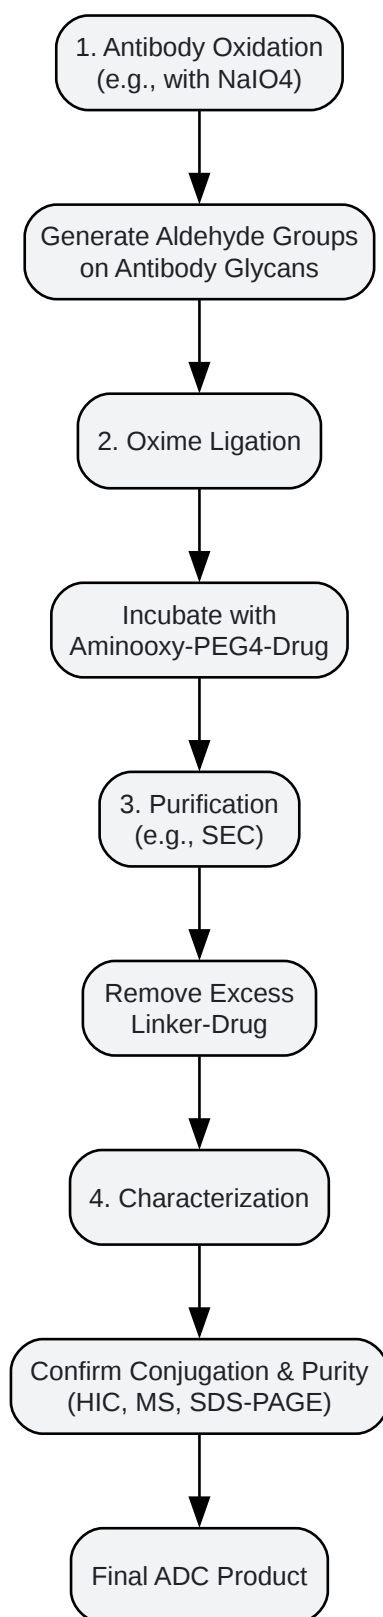 1. Antibody Oxidation
(e.g., with NaIO4)
Generate Aldehyde Groups
on Antibody Glycans
2. Oxime Ligation
Incubate with
Aminooxy-PEG4-Drug
3. Purification
(e.g., SEC)
Remove Excess
Linker-Drug
4. Characterization
Confirm Conjugation & Purity
(HIC, MS, SDS-PAGE)
Final ADC Product